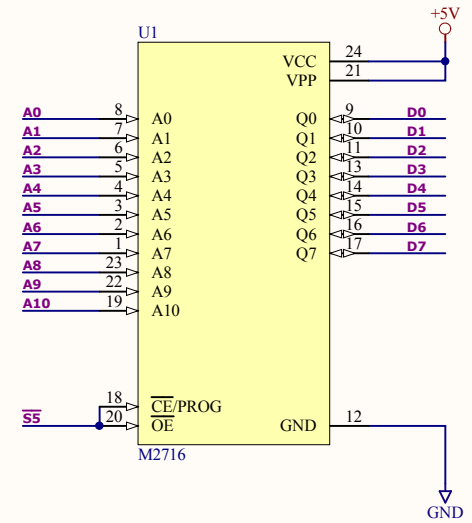 +5V
U1
VCC 24
VPP 21
A0 8 A0 Q0 9 D0
A1 7 A1 Q1 10 D1
A2 6 A2 Q2 11 D2
A3 5 A3 Q3 13 D3
A4 4 A4 Q4 14 D4
A5 3 A5 Q5 15 D5
A6 2 A6 Q6 16 D6
A7 1 A7 Q7 17 D7
A8 23 A8
A9 22 A9
A10 19 A10
18 C̅E̅/PROG
S̅5̅ 20 O̅E̅ GND 12
M2716
GND